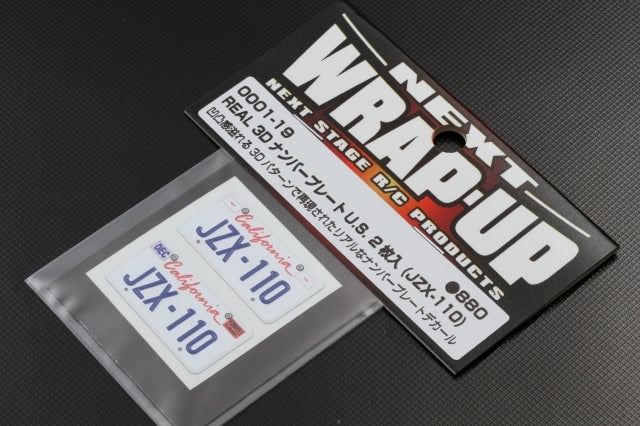 NEXT
WRAP-UP
NEXT STAGE R/C PRODUCTS
0001-19
●880
REAL 3D ナンバープレート U.S. 2枚入 (JZX-110)
凹凸感溢れる3Dパターンで再現されたリアルなナンバープレートデカール
California
JZX-110
DEC
California
JZX-110